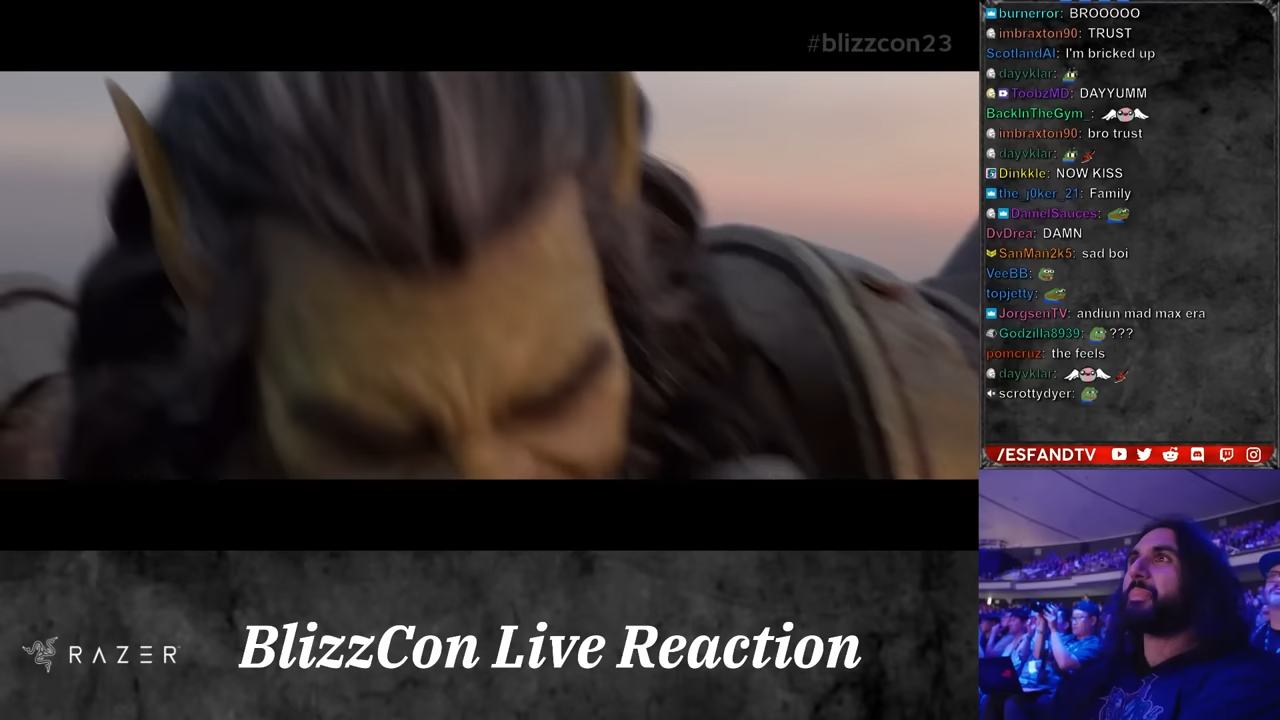 #blizzcon23
burnerror: BROOOOO
imbraxton90: TRUST
ScotlandAl: I'm bricked up
dayvklar:
ToobzMD: DAYYUMM
BackInTheGym_:
imbraxton90: bro trust
dayvklar:
Dinkkle: NOW KISS
the_j0ker_21: Family
DamelSauces:
DvDrea: DAMN
SanMan2k5: sad boi
VeeBB:
topjetty:
JorgsenTV: andiun mad max era
Godzilla8939: ???
pomcruz: the feels
dayvklar:
scrottydyer:
/ESFANDTV
RAZER
BlizzCon Live Reaction